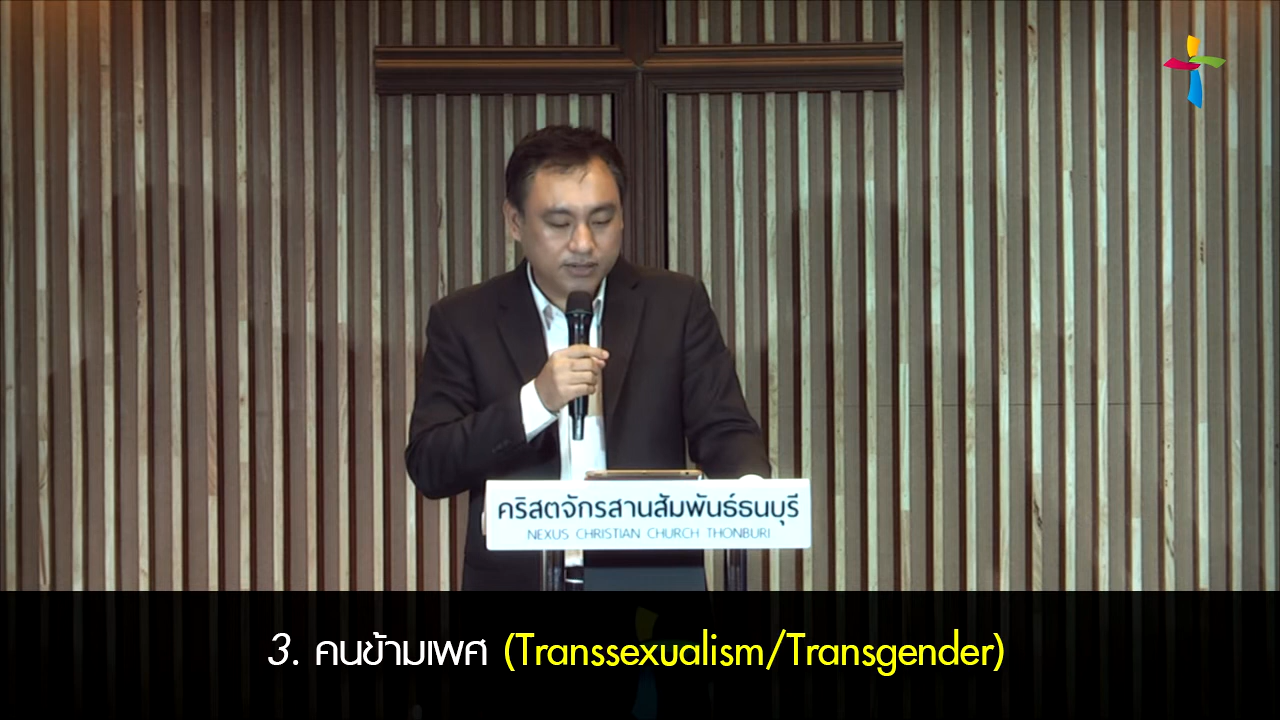 คริสตจักรสานสัมพันธ์ธนบุรี
NEXUS CHRISTIAN CHURCH THONBURI
3. คนข้ามเพศ (Transsexualism/Transgender)